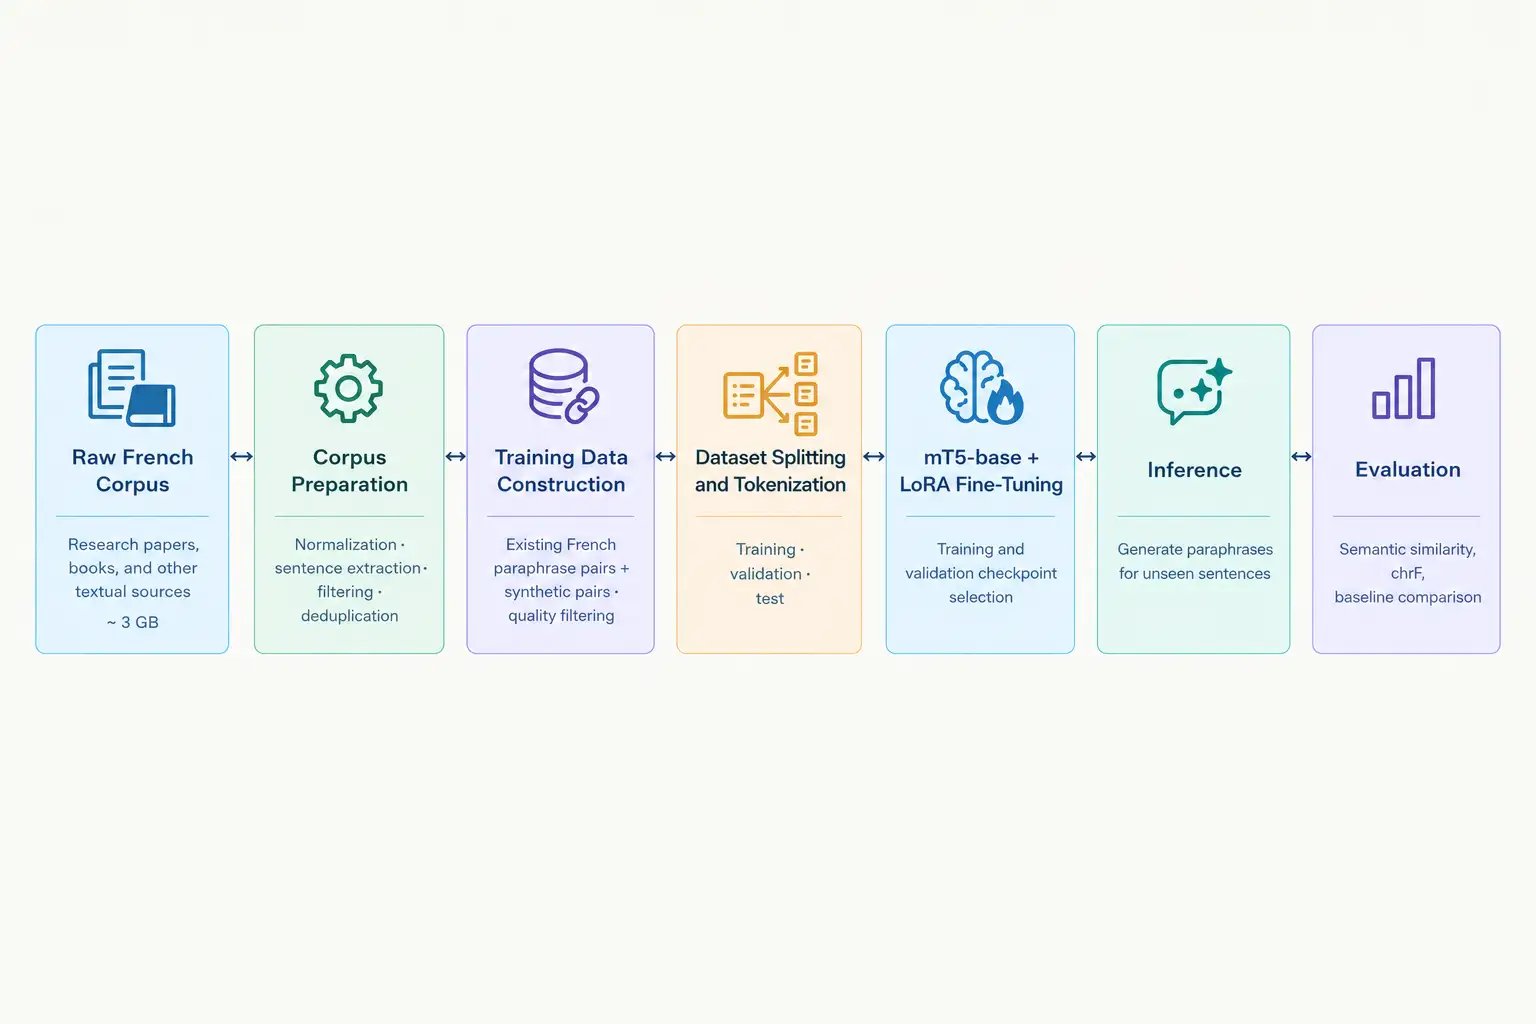 Raw French
Corpus
Research papers,
books, and other
textual sources
~ 3 GB
Corpus
Preparation
Normalization ·
sentence extraction ·
filtering ·
deduplication
Training Data
Construction
Existing French
paraphrase pairs +
synthetic pairs ·
quality filtering
Dataset Splitting
and Tokenization
Training ·
validation ·
test
mT5-base +
LoRA Fine-Tuning
Training and
validation checkpoint
selection
Inference
Generate paraphrases
for unseen sentences
Evaluation
Semantic similarity,
chrF,
baseline comparison